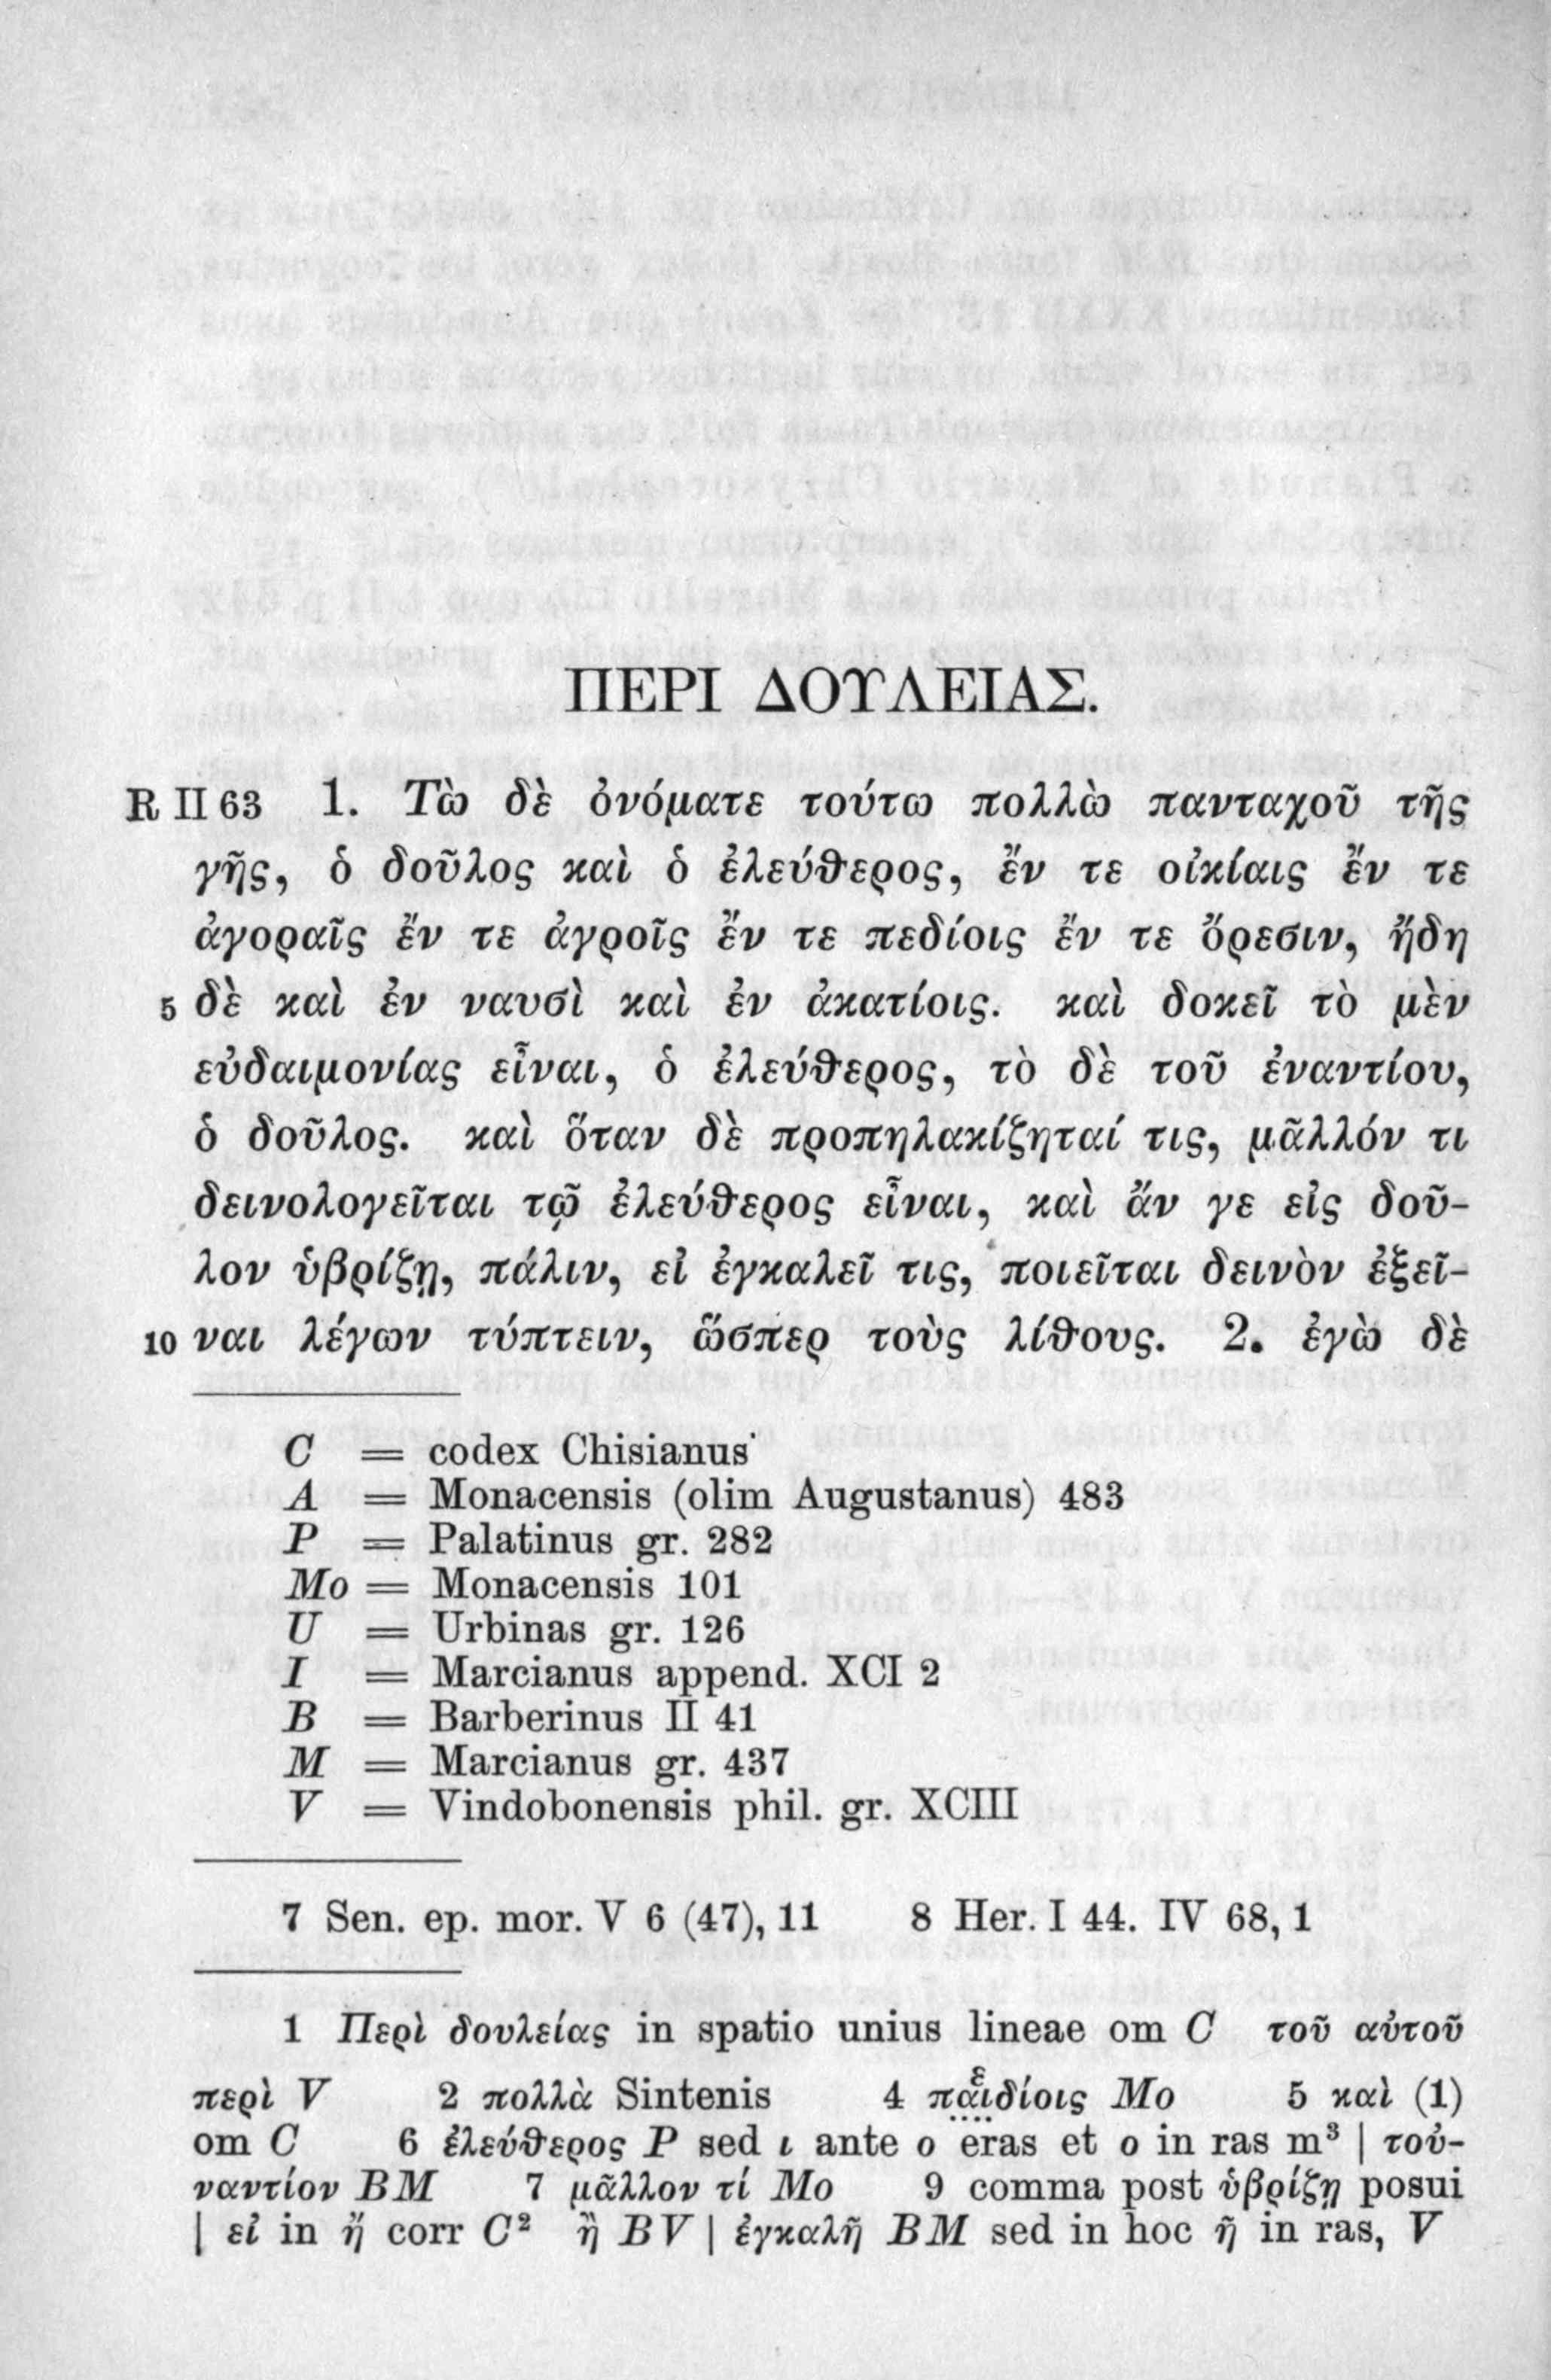 ΠΕΡΙ ΔΟΥΛΕΙΑΣ.
R II 63 1. Τὼ δὲ ὀνόματε τούτω πολλὼ πανταχοῦ τῆς
γῆς, ὁ δοῦλος καὶ ὁ ἐλεύθερος, ἔν τε οἰκίαις ἔν τε
ἀγοραῖς ἔν τε ἀγροῖς ἔν τε πεδίοις ἔν τε ὄρεσιν, ἤδη
5 δὲ καὶ ἐν ναυσὶ καὶ ἐν ἀκατίοις. καὶ δοκεῖ τὸ μὲν
εὐδαιμονίας εἶναι, ὁ ἐλεύθερος, τὸ δὲ τοῦ ἐναντίου,
ὁ δοῦλος. καὶ ὅταν δὲ προπηλακίζηταί τις, μᾶλλόν τι
δεινολογεῖται τῷ ἐλεύθερος εἶναι, καὶ ἄν γε εἰς δοῦ-
λον ὑβρίζῃ, πάλιν, εἰ ἐγκαλεῖ τις, ποιεῖται δεινὸν ἐξεῖ-
10 ναι λέγων τύπτειν, ὥσπερ τοὺς λίθους. 2. ἐγὼ δὲ
C = codex Chisianus
A = Monacensis (olim Augustanus) 483
P = Palatinus gr. 282
Mo = Monacensis 101
U = Urbinas gr. 126
I = Marcianus append. XCI 2
B = Barberinus II 41
M = Marcianus gr. 437
V = Vindobonensis phil. gr. XCIII
7 Sen. ep. mor. V 6 (47), 11 8 Her. I 44. IV 68, 1
1 Περὶ δουλείας in spatio unius lineae om C τοῦ αὐτοῦ
περὶ V 2 πολλὰ Sintenis 4 παιδίοις Mo 5 καὶ (1)
om C 6 ἐλεύθερος P sed ι ante ο eras et ο in ras m³ | τοὐ-
ναντίον BM 7 μᾶλλον τί Mo 9 comma post ὑβρίζῃ posui
| εἰ in ἤ corr C² ἢ BV | ἐγκαλῆ BM sed in hoc ῆ in ras, V